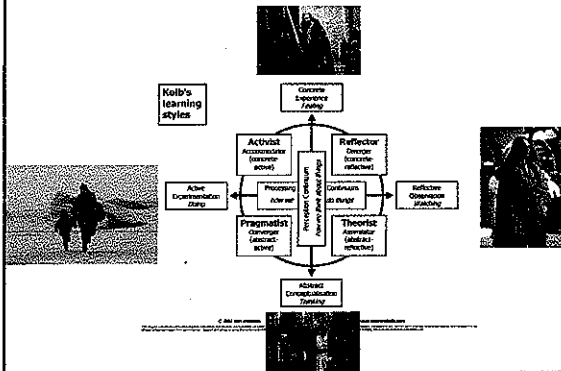 Kolb's
learning
styles
Concrete
Experience
Feeling
Activist
Accommodator
(concrete-
active)
Reflector
Diverger
(concrete-
reflective)
Perception Continuum
how we think about things
Active
Experimentation
Doing
Processing
how we
Continuum
do things
Reflective
Observation
Watching
Pragmatist
Converger
(abstract-
active)
Theorist
Assimilator
(abstract-
reflective)
Abstract
Conceptualisation
Thinking